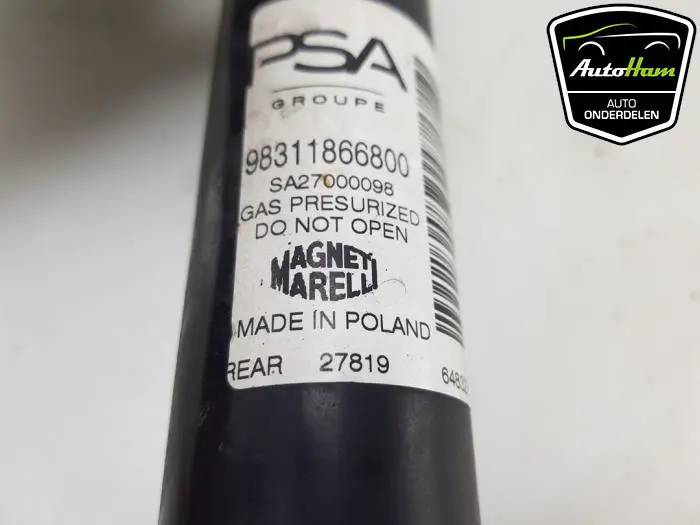 PSA
GROUPE
98311866800
SA27000098
GAS PRESURIZED
DO NOT OPEN
MAGNETI
MARELLI
MADE IN POLAND
REAR 27819
AutoHam
AUTO
ONDERDELEN